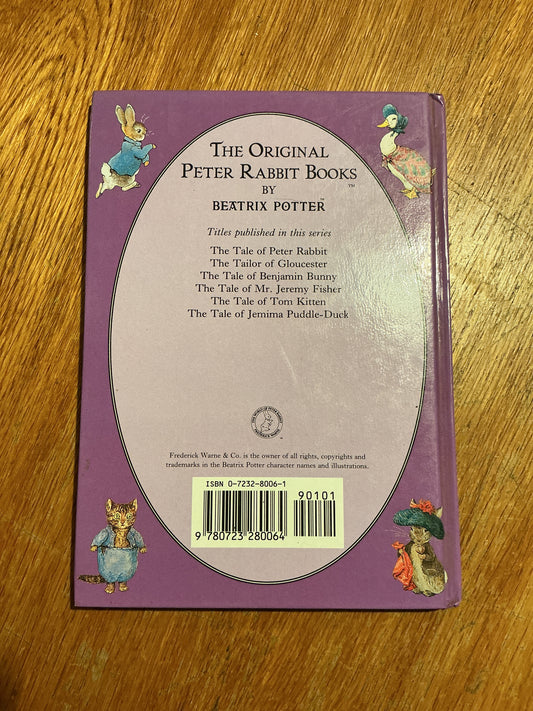 THE ORIGINAL
PETER RABBIT BOOKS
TM
BY
BEATRIX POTTER
Titles published in this series
The Tale of Peter Rabbit
The Tailor of Gloucester
The Tale of Benjamin Bunny
The Tale of Mr. Jeremy Fisher
The Tale of Tom Kitten
The Tale of Jemima Puddle-Duck
Frederick Warne & Co. is the owner of all rights, copyrights and
trademarks in the Beatrix Potter character names and illustrations.
ISBN 0-7232-8006-1
90101
9 780723 280064